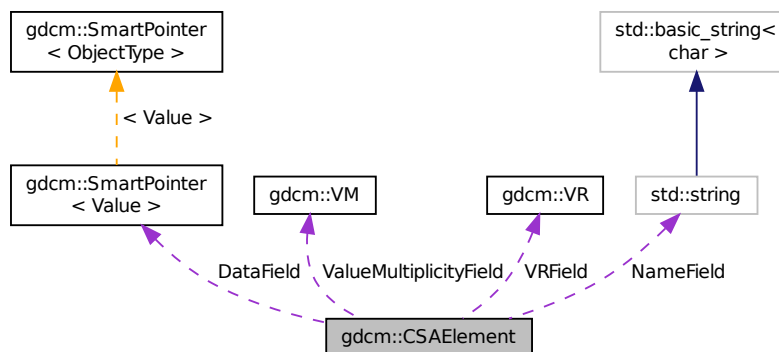 gdcm::SmartPointer
< ObjectType >
std::basic_string<
char >
< Value >
gdcm::SmartPointer
< Value >
gdcm::VM
gdcm::VR
std::string
DataField
ValueMultiplicityField
VRField
NameField
gdcm::CSAElement